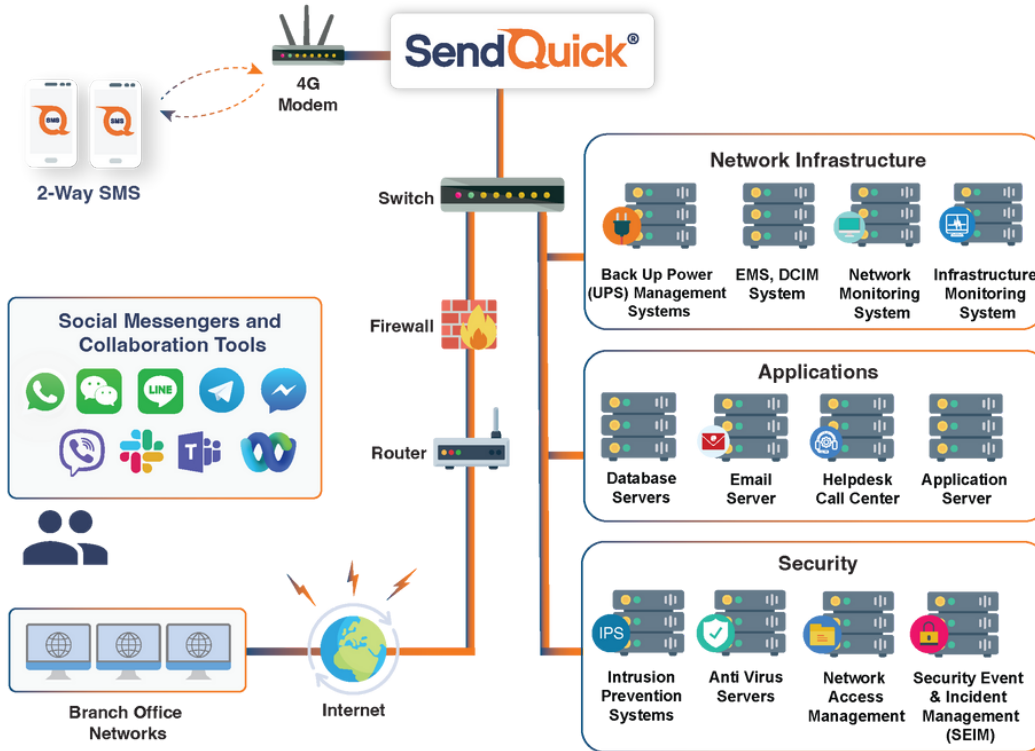 SendQuick®
4G
Modem
SMS
SMS
2-Way SMS
Switch
Network Infrastructure
Back Up Power
(UPS) Management
Systems
EMS, DCIM
System
Network
Monitoring
System
Infrastructure
Monitoring
System
Social Messengers and
Collaboration Tools
LINE
T
Firewall
Applications
Database
Servers
Email
Server
Helpdesk
Call Center
Application
Server
Router
Security
IPS
Intrusion
Prevention
Systems
Anti Virus
Servers
Network
Access
Management
Security Event
& Incident
Management
(SEIM)
Internet
Branch Office
Networks